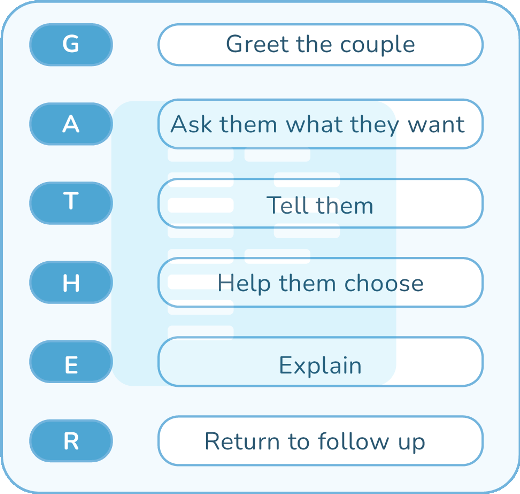 G Greet the couple
A Ask them what they want
T Tell them
H Help them choose
E Explain
R Return to follow up